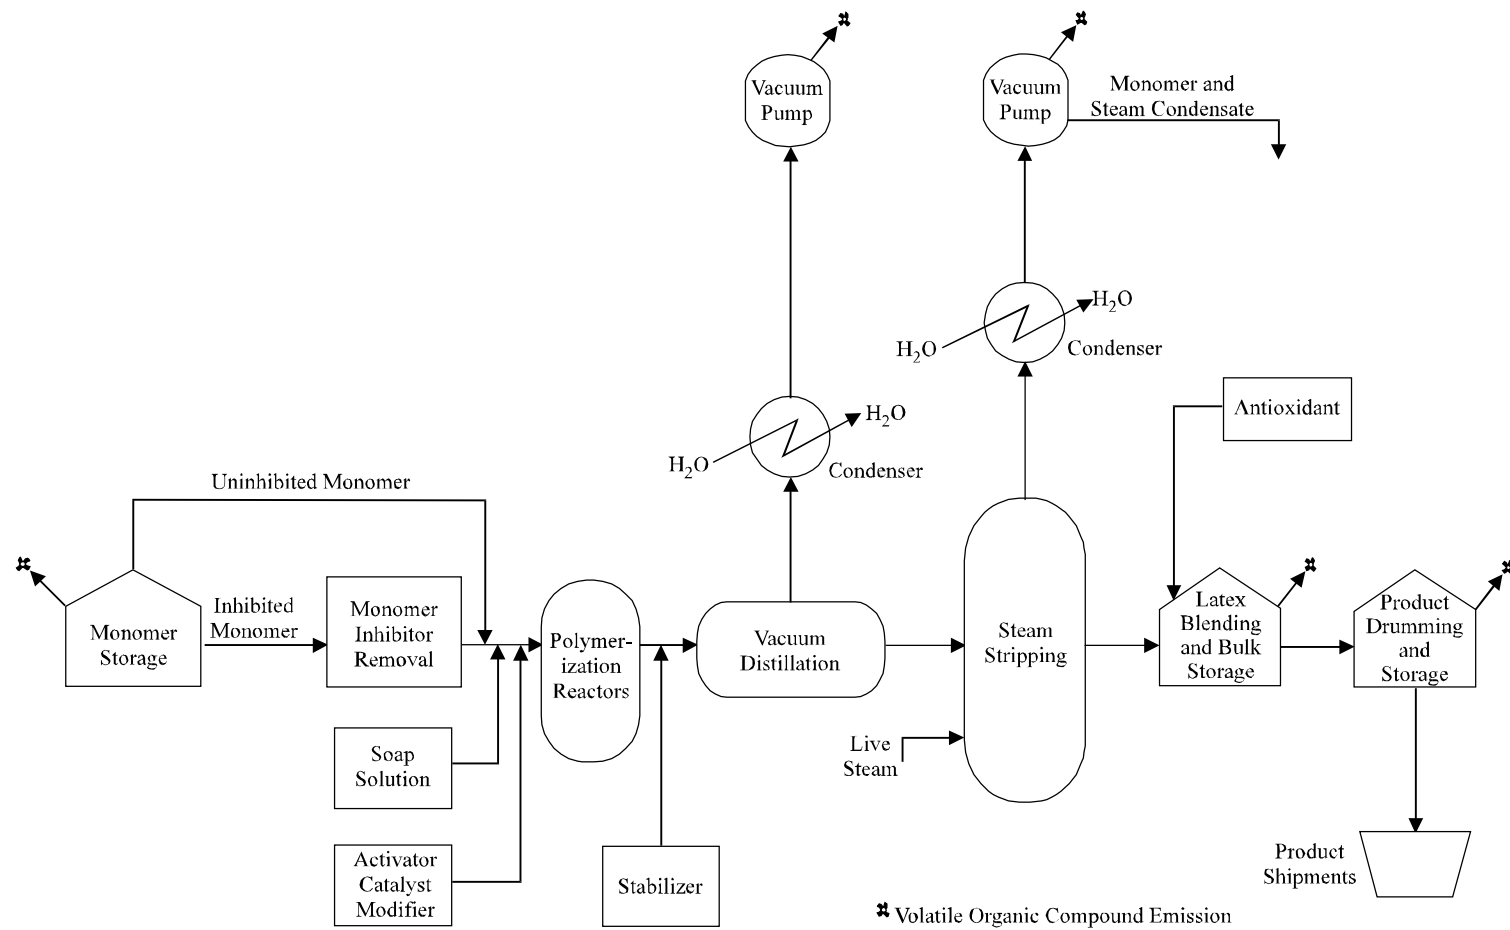 Vacuum
Pump
Vacuum
Pump
Monomer and
Steam Condensate
H₂O
H₂O
Condenser
H₂O
H₂O
Condenser
Antioxidant
Uninhibited Monomer
Monomer
Storage
Inhibited
Monomer
Monomer
Inhibitor
Removal
Polymer-
ization
Reactors
Vacuum
Distillation
Steam
Stripping
Latex
Blending
and Bulk
Storage
Product
Drumming
and
Storage
Soap
Solution
Live
Steam
Activator
Catalyst
Modifier
Stabilizer
Product
Shipments
Volatile Organic Compound Emission